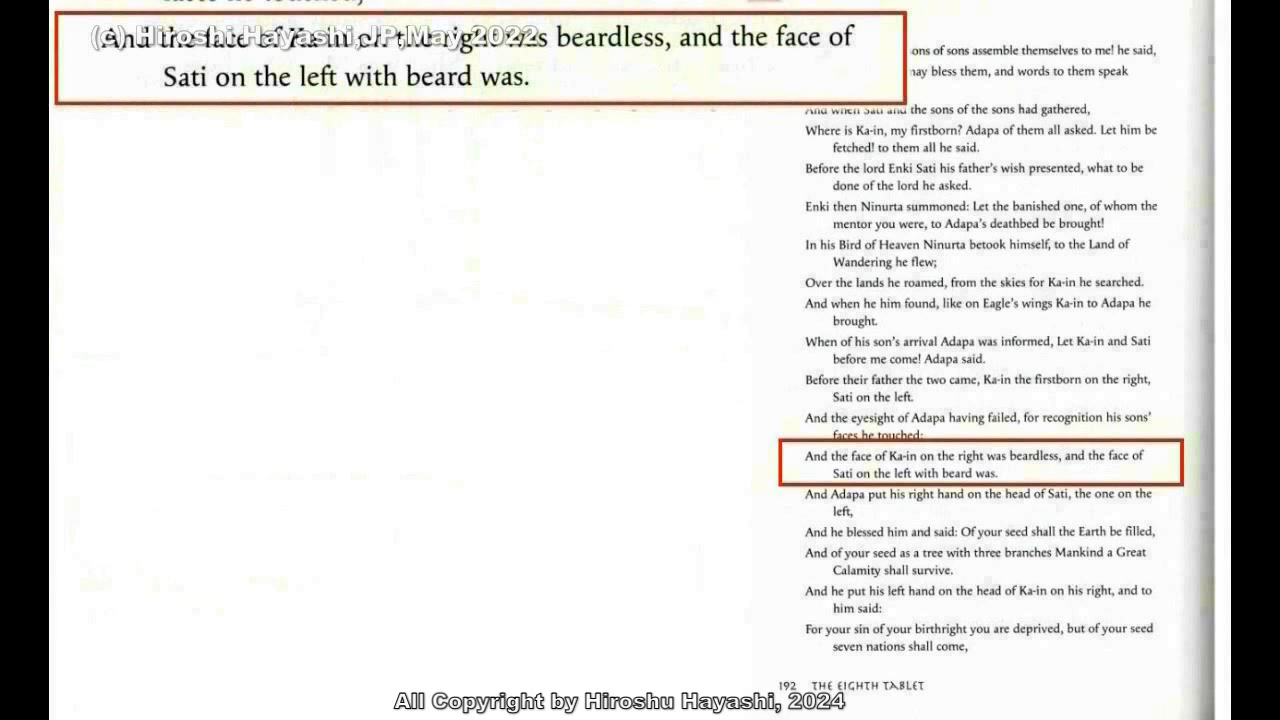 faces he touched;
(c) Hiroshi Hayashi, JP, May 2022
And the face of Ka-in on the right was beardless, and the face of
Sati on the left with beard was.
ons of sons assemble themselves to me! he said,
may bless them, and words to them speak
And when Sati and the sons of the sons had gathered,
Where is Ka-in, my firstborn? Adapa of them all asked. Let him be
fetched! to them all he said.
Before the lord Enki Sati his father's wish presented, what to be
done of the lord he asked.
Enki then Ninurta summoned: Let the banished one, of whom the
mentor you were, to Adapa's deathbed be brought!
In his Bird of Heaven Ninurta betook himself, to the Land of
Wandering he flew;
Over the lands he roamed, from the skies for Ka-in he searched.
And when he him found, like on Eagle's wings Ka-in to Adapa he
brought.
When of his son's arrival Adapa was informed, Let Ka-in and Sati
before me come! Adapa said.
Before their father the two came, Ka-in the firstborn on the right,
Sati on the left.
And the eyesight of Adapa having failed, for recognition his sons'
faces he touched;
And the face of Ka-in on the right was beardless, and the face of
Sati on the left with beard was.
And Adapa put his right hand on the head of Sati, the one on the
left,
And he blessed him and said: Of your seed shall the Earth be filled,
And of your seed as a tree with three branches Mankind a Great
Calamity shall survive.
And he put his left hand on the head of Ka-in on his right, and to
him said:
For your sin of your birthright you are deprived, but of your seed
seven nations shall come,
192 THE EIGHTH TABLET
All Copyright by Hiroshu Hayashi, 2024